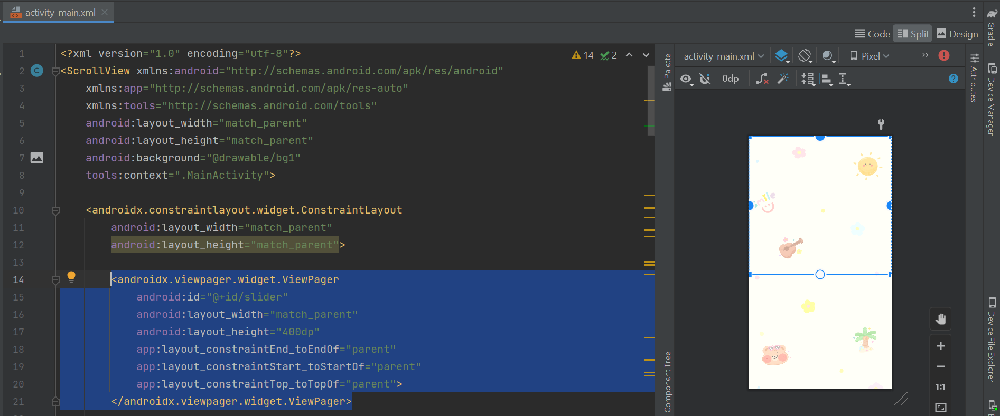 activity_main.xml
Code Split Design
14 2
activity_main.xml Pixel
0dp
1 <?xml version="1.0" encoding="utf-8"?>
2 <ScrollView xmlns:android="http://schemas.android.com/apk/res/android"
3 xmlns:app="http://schemas.android.com/apk/res-auto"
4 xmlns:tools="http://schemas.android.com/tools"
5 android:layout_width="match_parent"
6 android:layout_height="match_parent"
7 android:background="@drawable/bg1"
8 tools:context=".MainActivity">
9
10 <androidx.constraintlayout.widget.ConstraintLayout
11 android:layout_width="match_parent"
12 android:layout_height="match_parent">
13
14 <androidx.viewpager.widget.ViewPager
15 android:id="@+id/slider"
16 android:layout_width="match_parent"
17 android:layout_height="400dp"
18 app:layout_constraintEnd_toEndOf="parent"
19 app:layout_constraintStart_toStartOf="parent"
20 app:layout_constraintTop_toTopOf="parent">
21 </androidx.viewpager.widget.ViewPager>
Palette
Component Tree
Attributes
1:1
Gradle
Device Manager
Device File Explorer